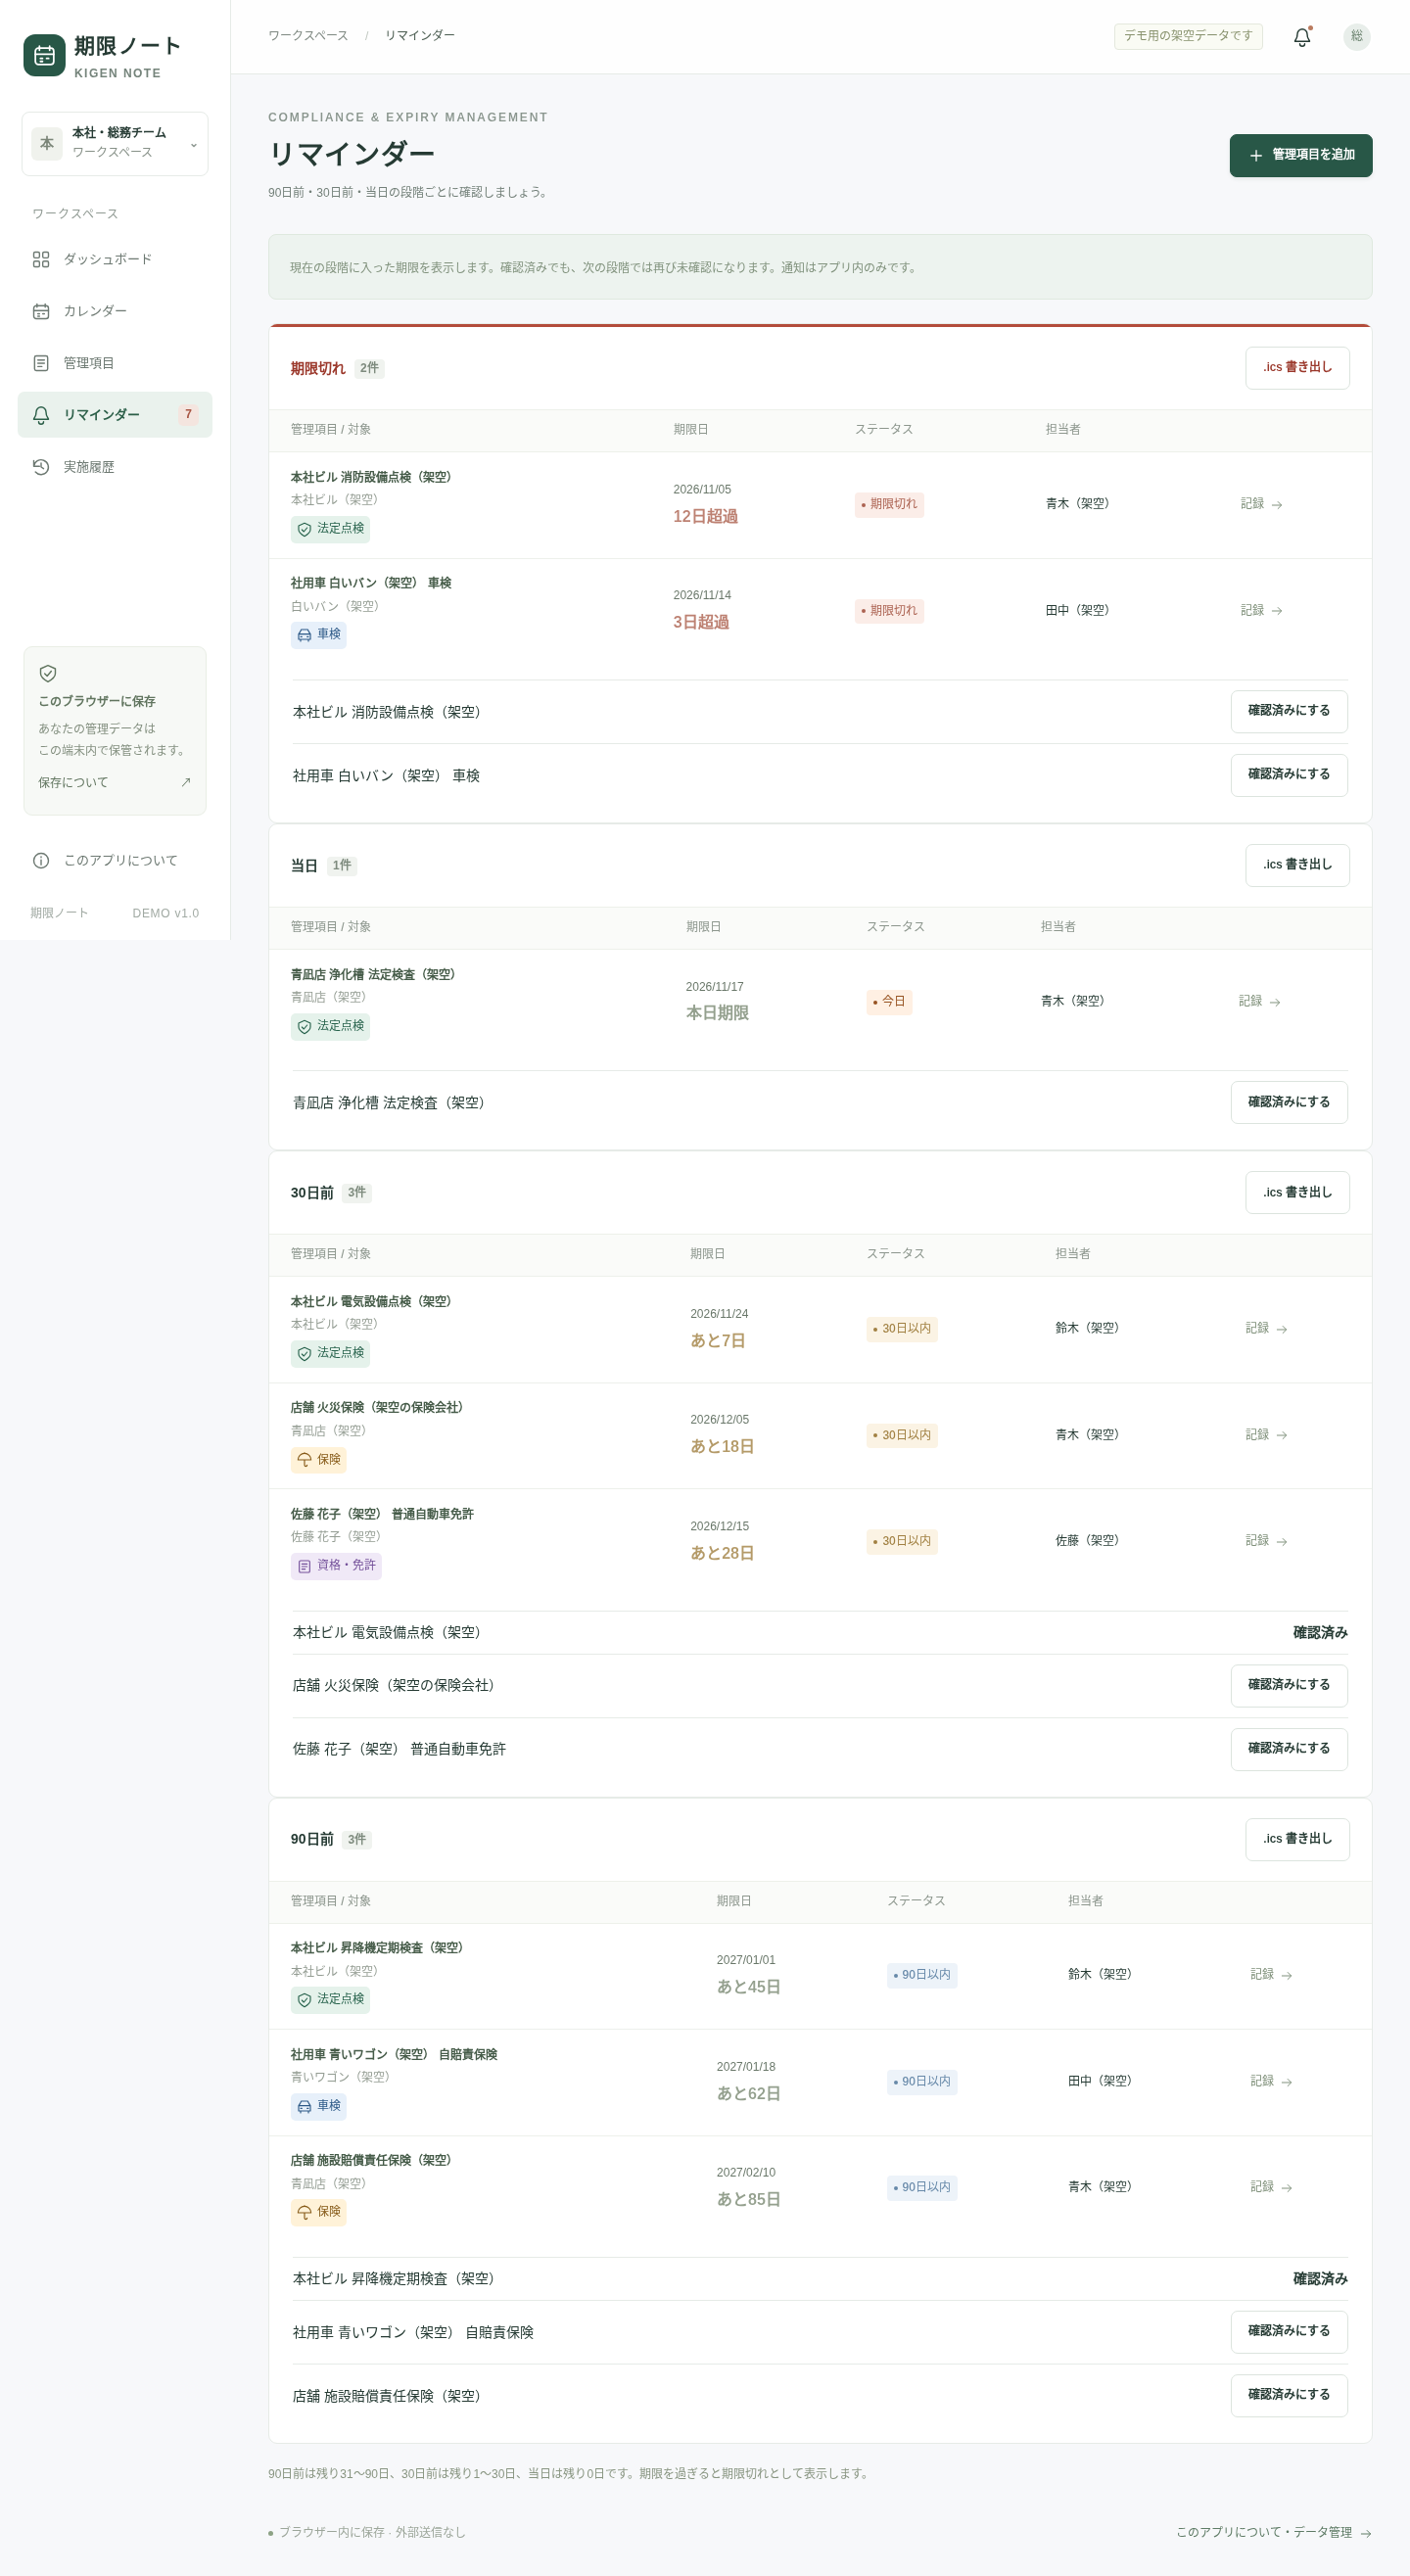 期限ノート
KIGEN NOTE
本
本社・総務チーム
ワークスペース
ワークスペース
ダッシュボード
カレンダー
管理項目
リマインダー 7
実施履歴
このブラウザーに保存
あなたの管理データは
この端末内で保管されます。
保存について ↗
このアプリについて
期限ノート DEMO v1.0
ワークスペース / リマインダー
デモ用の架空データです
総
COMPLIANCE & EXPIRY MANAGEMENT
リマインダー
90日前・30日前・当日の段階ごとに確認しましょう。
＋ 管理項目を追加
現在の段階に入った期限を表示します。確認済みでも、次の段階では再び未確認になります。通知はアプリ内のみです。
期限切れ 2件 .ics 書き出し
管理項目 / 対象 期限日 ステータス 担当者
本社ビル 消防設備点検（架空）
本社ビル（架空）
法定点検
2026/11/05
12日超過
期限切れ
青木（架空）
記録 →
社用車 白いバン（架空） 車検
白いバン（架空）
車検
2026/11/14
3日超過
期限切れ
田中（架空）
記録 →
本社ビル 消防設備点検（架空） 確認済みにする
社用車 白いバン（架空） 車検 確認済みにする
当日 1件 .ics 書き出し
管理項目 / 対象 期限日 ステータス 担当者
青凪店 浄化槽 法定検査（架空）
青凪店（架空）
法定点検
2026/11/17
本日期限
今日
青木（架空）
記録 →
青凪店 浄化槽 法定検査（架空） 確認済みにする
30日前 3件 .ics 書き出し
管理項目 / 対象 期限日 ステータス 担当者
本社ビル 電気設備点検（架空）
本社ビル（架空）
法定点検
2026/11/24
あと7日
30日以内
鈴木（架空）
記録 →
店舗 火災保険（架空の保険会社）
青凪店（架空）
保険
2026/12/05
あと18日
30日以内
青木（架空）
記録 →
佐藤 花子（架空） 普通自動車免許
佐藤 花子（架空）
資格・免許
2026/12/15
あと28日
30日以内
佐藤（架空）
記録 →
本社ビル 電気設備点検（架空） 確認済み
店舗 火災保険（架空の保険会社） 確認済みにする
佐藤 花子（架空） 普通自動車免許 確認済みにする
90日前 3件 .ics 書き出し
管理項目 / 対象 期限日 ステータス 担当者
本社ビル 昇降機定期検査（架空）
本社ビル（架空）
法定点検
2027/01/01
あと45日
90日以内
鈴木（架空）
記録 →
社用車 青いワゴン（架空） 自賠責保険
青いワゴン（架空）
車検
2027/01/18
あと62日
90日以内
田中（架空）
記録 →
店舗 施設賠償責任保険（架空）
青凪店（架空）
保険
2027/02/10
あと85日
90日以内
青木（架空）
記録 →
本社ビル 昇降機定期検査（架空） 確認済み
社用車 青いワゴン（架空） 自賠責保険 確認済みにする
店舗 施設賠償責任保険（架空） 確認済みにする
90日前は残り31〜90日、30日前は残り1〜30日、当日は残り0日です。期限を過ぎると期限切れとして表示します。
ブラウザー内に保存 · 外部送信なし
このアプリについて・データ管理 →